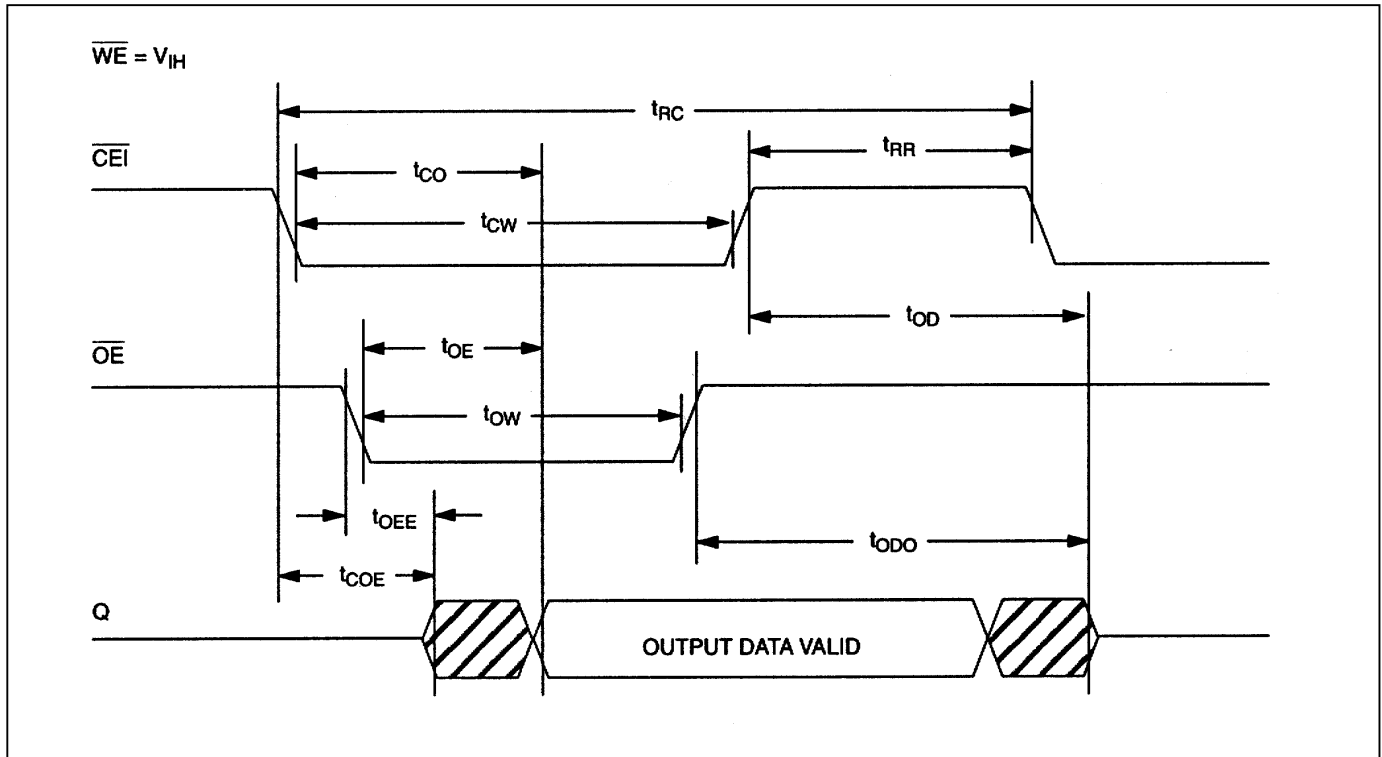 WE = VIH
tRC
CEI
tRR
tCO
tCW
tOD
tOE
OE
tOW
tOEE
tODO
tCOE
Q
OUTPUT DATA VALID